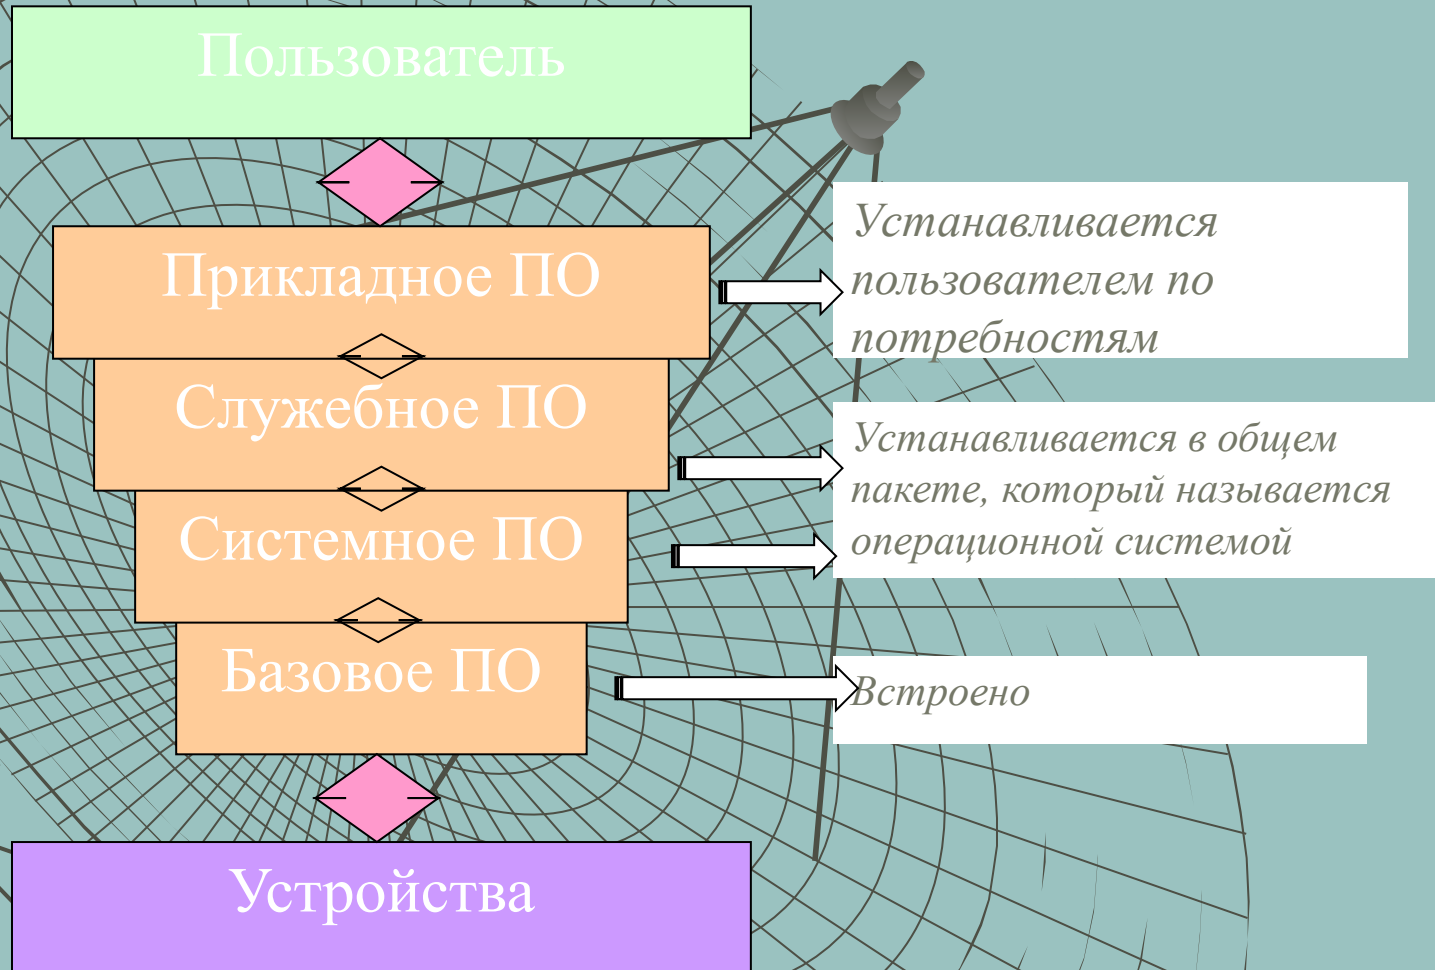 Пользователь
Прикладное ПО
Устанавливается
пользователем по
потребностям
Служебное ПО
Системное ПО
Устанавливается в общем
пакете, который называется
операционной системой
Базовое ПО
Встроено
Устройства